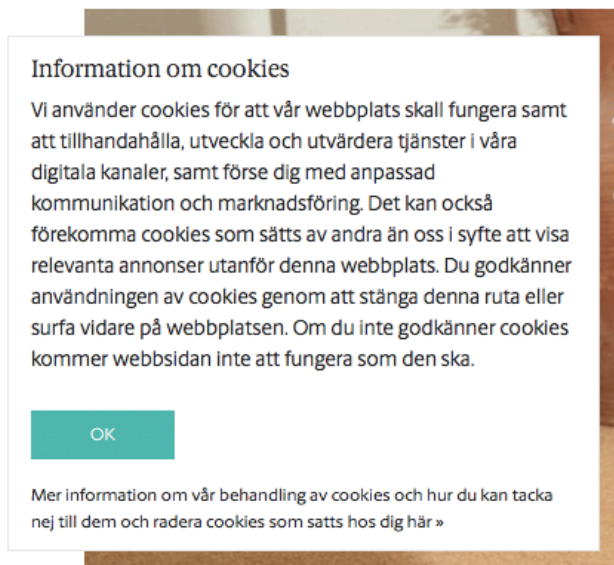 Information om cookies
Vi använder cookies för att vår webbplats skall fungera samt
att tillhandahålla, utveckla och utvärdera tjänster i våra
digitala kanaler, samt förse dig med anpassad
kommunikation och marknadsföring. Det kan också
förekomma cookies som sätts av andra än oss i syfte att visa
relevanta annonser utanför denna webbplats. Du godkänner
användningen av cookies genom att stänga denna ruta eller
surfa vidare på webbplatsen. Om du inte godkänner cookies
kommer webbsidan inte att fungera som den ska.
OK
Mer information om vår behandling av cookies och hur du kan tacka
nej till dem och radera cookies som satts hos dig här »